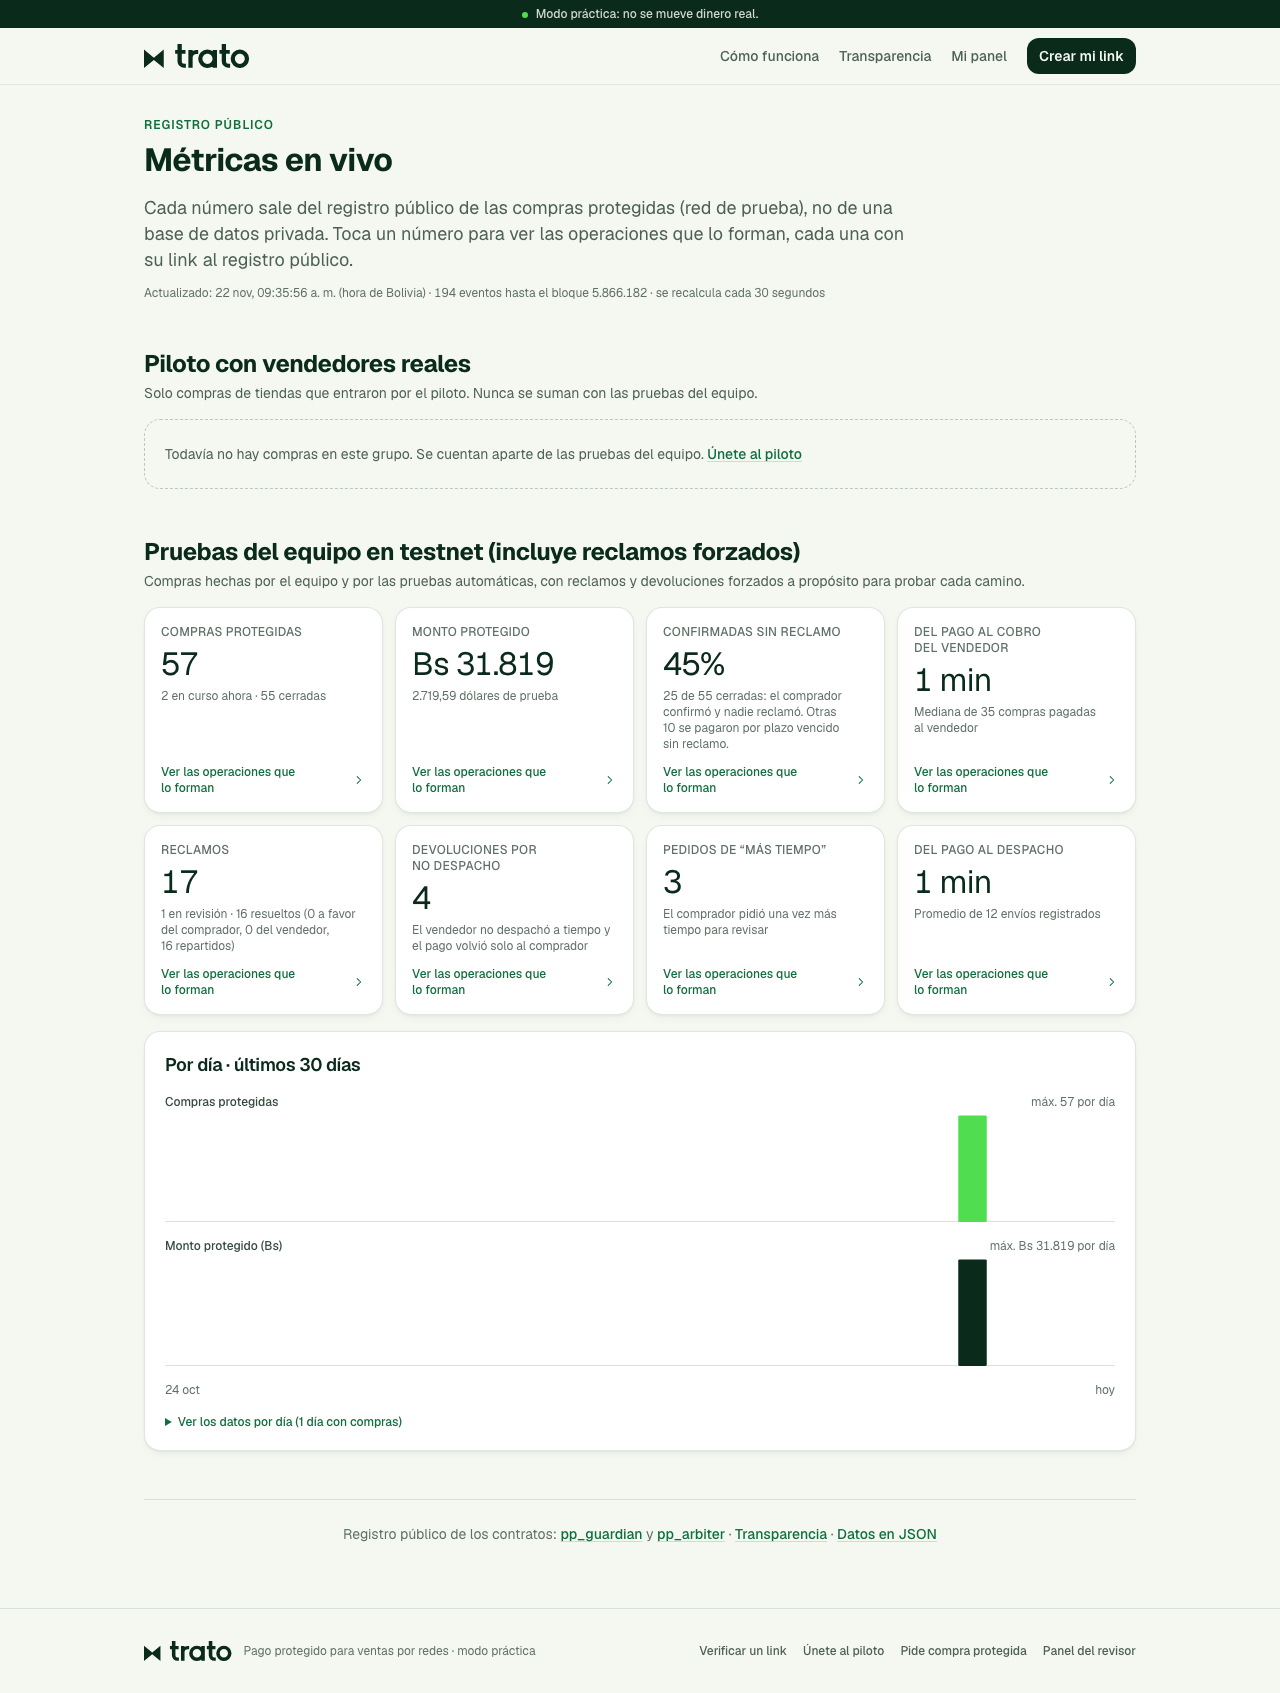 Modo práctica: no se mueve dinero real.
trato
Cómo funciona
Transparencia
Mi panel
Crear mi link
REGISTRO PÚBLICO
Métricas en vivo
Cada número sale del registro público de las compras protegidas (red de prueba), no de una
base de datos privada. Toca un número para ver las operaciones que lo forman, cada una con
su link al registro público.
Actualizado: 22 nov, 09:35:56 a. m. (hora de Bolivia) · 194 eventos hasta el bloque 5.866.182 · se recalcula cada 30 segundos
Piloto con vendedores reales
Solo compras de tiendas que entraron por el piloto. Nunca se suman con las pruebas del equipo.
Todavía no hay compras en este grupo. Se cuentan aparte de las pruebas del equipo. Únete al piloto
Pruebas del equipo en testnet (incluye reclamos forzados)
Compras hechas por el equipo y por las pruebas automáticas, con reclamos y devoluciones forzados a propósito para probar cada camino.
COMPRAS PROTEGIDAS
57
2 en curso ahora · 55 cerradas
Ver las operaciones que
lo forman
MONTO PROTEGIDO
Bs 31.819
2.719,59 dólares de prueba
Ver las operaciones que
lo forman
CONFIRMADAS SIN RECLAMO
45%
25 de 55 cerradas: el comprador
confirmó y nadie reclamó. Otras
10 se pagaron por plazo vencido
sin reclamo.
Ver las operaciones que
lo forman
DEL PAGO AL COBRO
DEL VENDEDOR
1 min
Mediana de 35 compras pagadas
al vendedor
Ver las operaciones que
lo forman
RECLAMOS
17
1 en revisión · 16 resueltos (0 a favor
del comprador, 0 del vendedor,
16 repartidos)
Ver las operaciones que
lo forman
DEVOLUCIONES POR
NO DESPACHO
4
El vendedor no despachó a tiempo y
el pago volvió solo al comprador
Ver las operaciones que
lo forman
PEDIDOS DE “MÁS TIEMPO”
3
El comprador pidió una vez más
tiempo para revisar
Ver las operaciones que
lo forman
DEL PAGO AL DESPACHO
1 min
Promedio de 12 envíos registrados
Ver las operaciones que
lo forman
Por día · últimos 30 días
Compras protegidas
máx. 57 por día
Monto protegido (Bs)
máx. Bs 31.819 por día
24 oct
hoy
Ver los datos por día (1 día con compras)
Registro público de los contratos: pp_guardian y pp_arbiter · Transparencia · Datos en JSON
trato
Pago protegido para ventas por redes · modo práctica
Verificar un link
Únete al piloto
Pide compra protegida
Panel del revisor